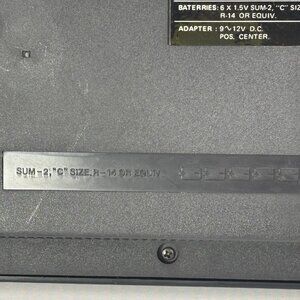 BATERRIES: 6 X 1.5V SUM-2, "C" SIZ
R-14 OR EQUIV.
ADAPTER : 9~12V D.C.
POS. CENTER.
SUM-2,"C" SIZE,R-14 OR EQUIV